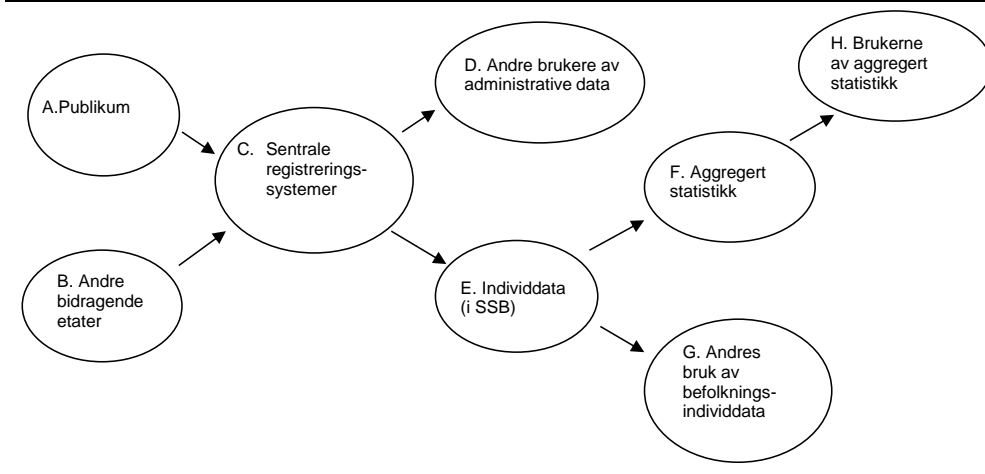 A.Publikum
B. Andre
bidragende
etater
C. Sentrale
registrerings-
systemer
D. Andre brukere av
administrative data
E. Individdata
(i SSB)
F. Aggregert
statistikk
G. Andres
bruk av
befolknings-
individdata
H. Brukerne
av aggregert
statistikk